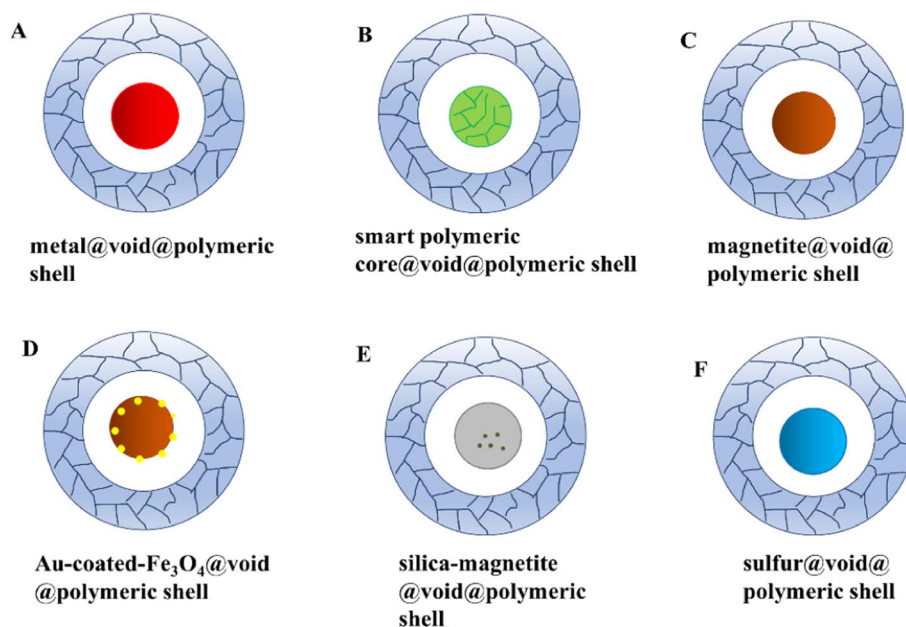 A
B
C
metal@void@polymeric
shell
smart polymeric
core@void@polymeric shell
magnetite@void@
polymeric shell
D
E
F
Au-coated-Fe₃O₄@void
@polymeric shell
silica-magnetite
@void@polymeric
shell
sulfur@void@
polymeric shell